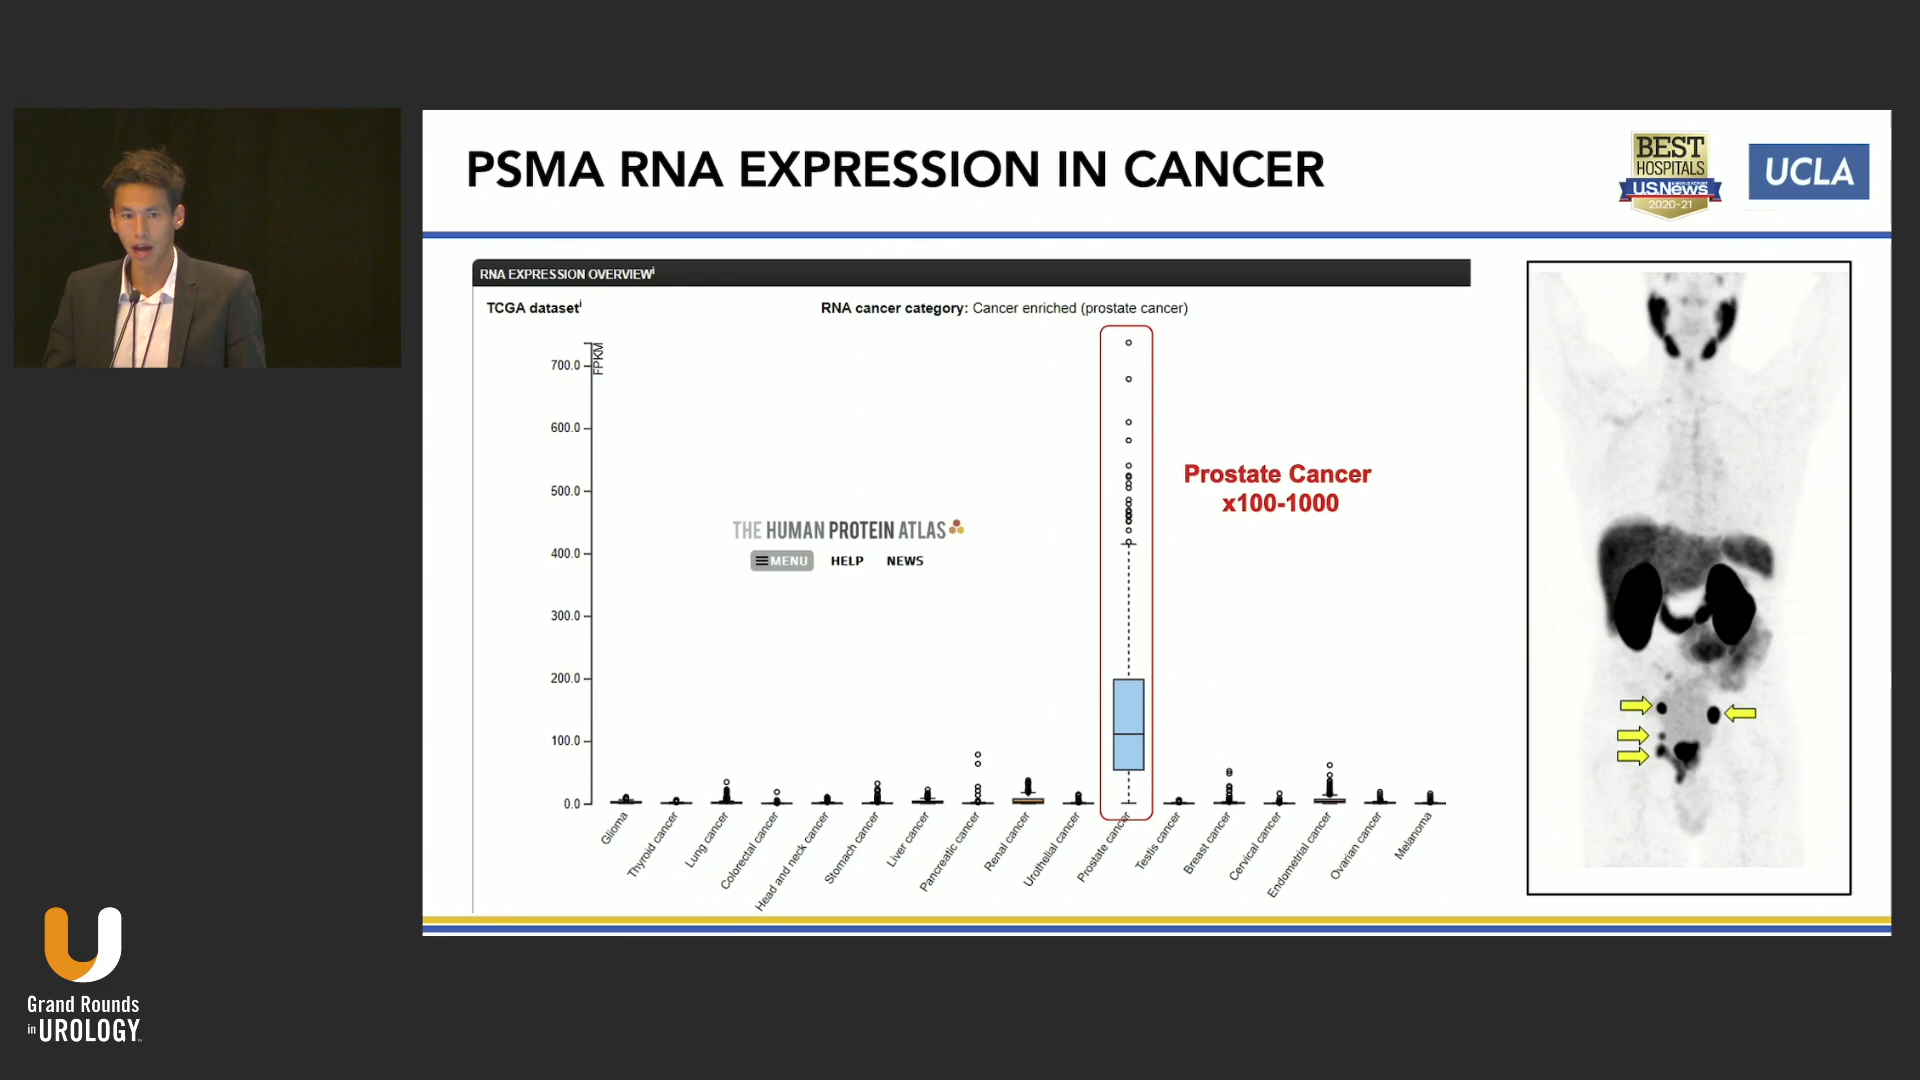 PSMA RNA EXPRESSION IN CANCER
BEST
HOSPITALS
U.S.News
2020-21
UCLA
RNA EXPRESSION OVERVIEWⁱ
TCGA datasetⁱ
RNA cancer category: Cancer enriched (prostate cancer)
FPKM
700.0
600.0
500.0
400.0
300.0
200.0
100.0
0.0
Prostate Cancer
x100-1000
THE HUMAN PROTEIN ATLAS
MENU HELP NEWS
Glioma
Thyroid cancer
Lung cancer
Colorectal cancer
Head and neck cancer
Stomach cancer
Liver cancer
Pancreatic cancer
Renal cancer
Urothelial cancer
Prostate cancer
Testis cancer
Breast cancer
Cervical cancer
Endometrial cancer
Ovarian cancer
Melanoma
Grand Rounds
in UROLOGY